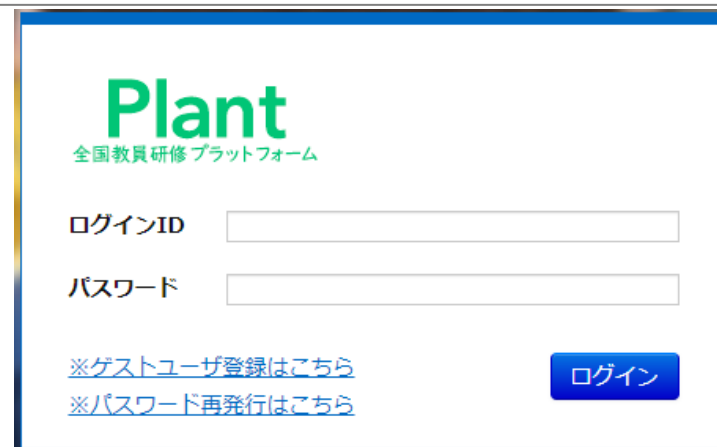 Plant
全国教員研修プラットフォーム
ログインID
パスワード
※ゲストユーザ登録はこちら
※パスワード再発行はこちら
ログイン